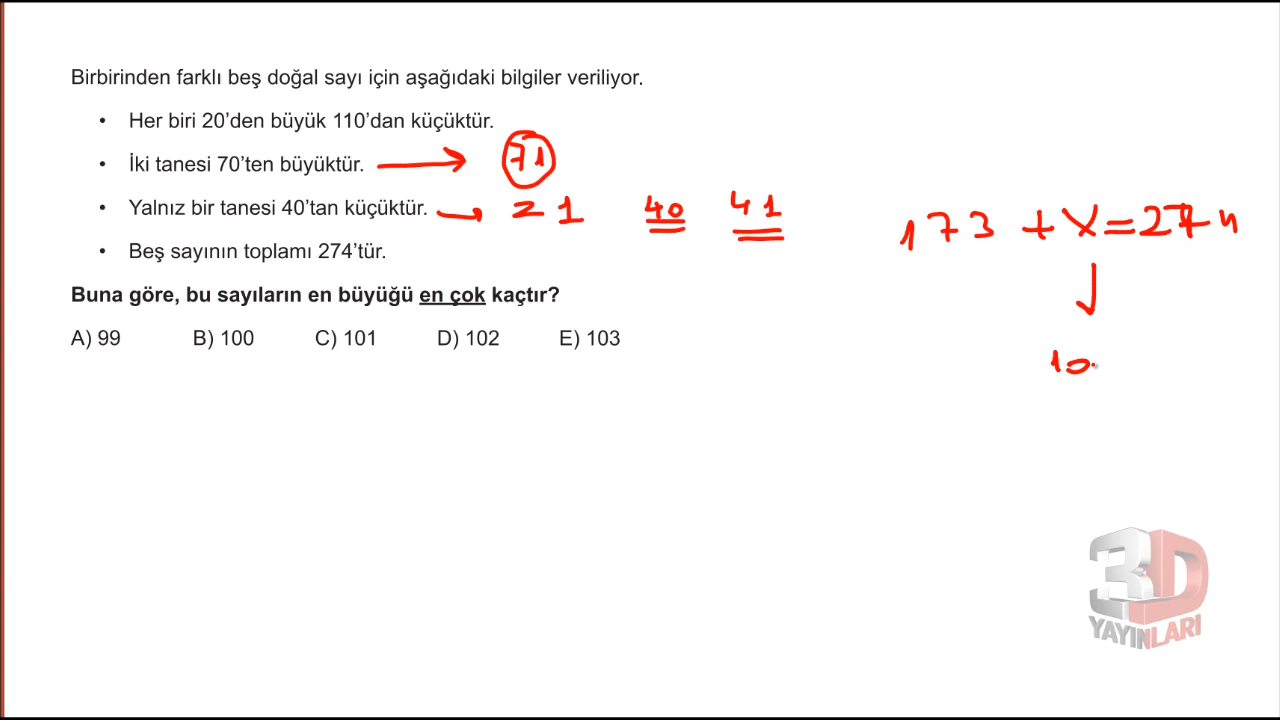 Birbirinden farklı beş doğal sayı için aşağıdaki bilgiler veriliyor.
• Her biri 20’den büyük 110’dan küçüktür.
• İki tanesi 70’ten büyüktür. → 71
• Yalnız bir tanesi 40’tan küçüktür. → 21 40 41
173 + X = 274
• Beş sayının toplamı 274’tür.
Buna göre, bu sayıların en büyüğü en çok kaçtır?
A) 99 B) 100 C) 101 D) 102 E) 103
10
3D
YAYINLARI